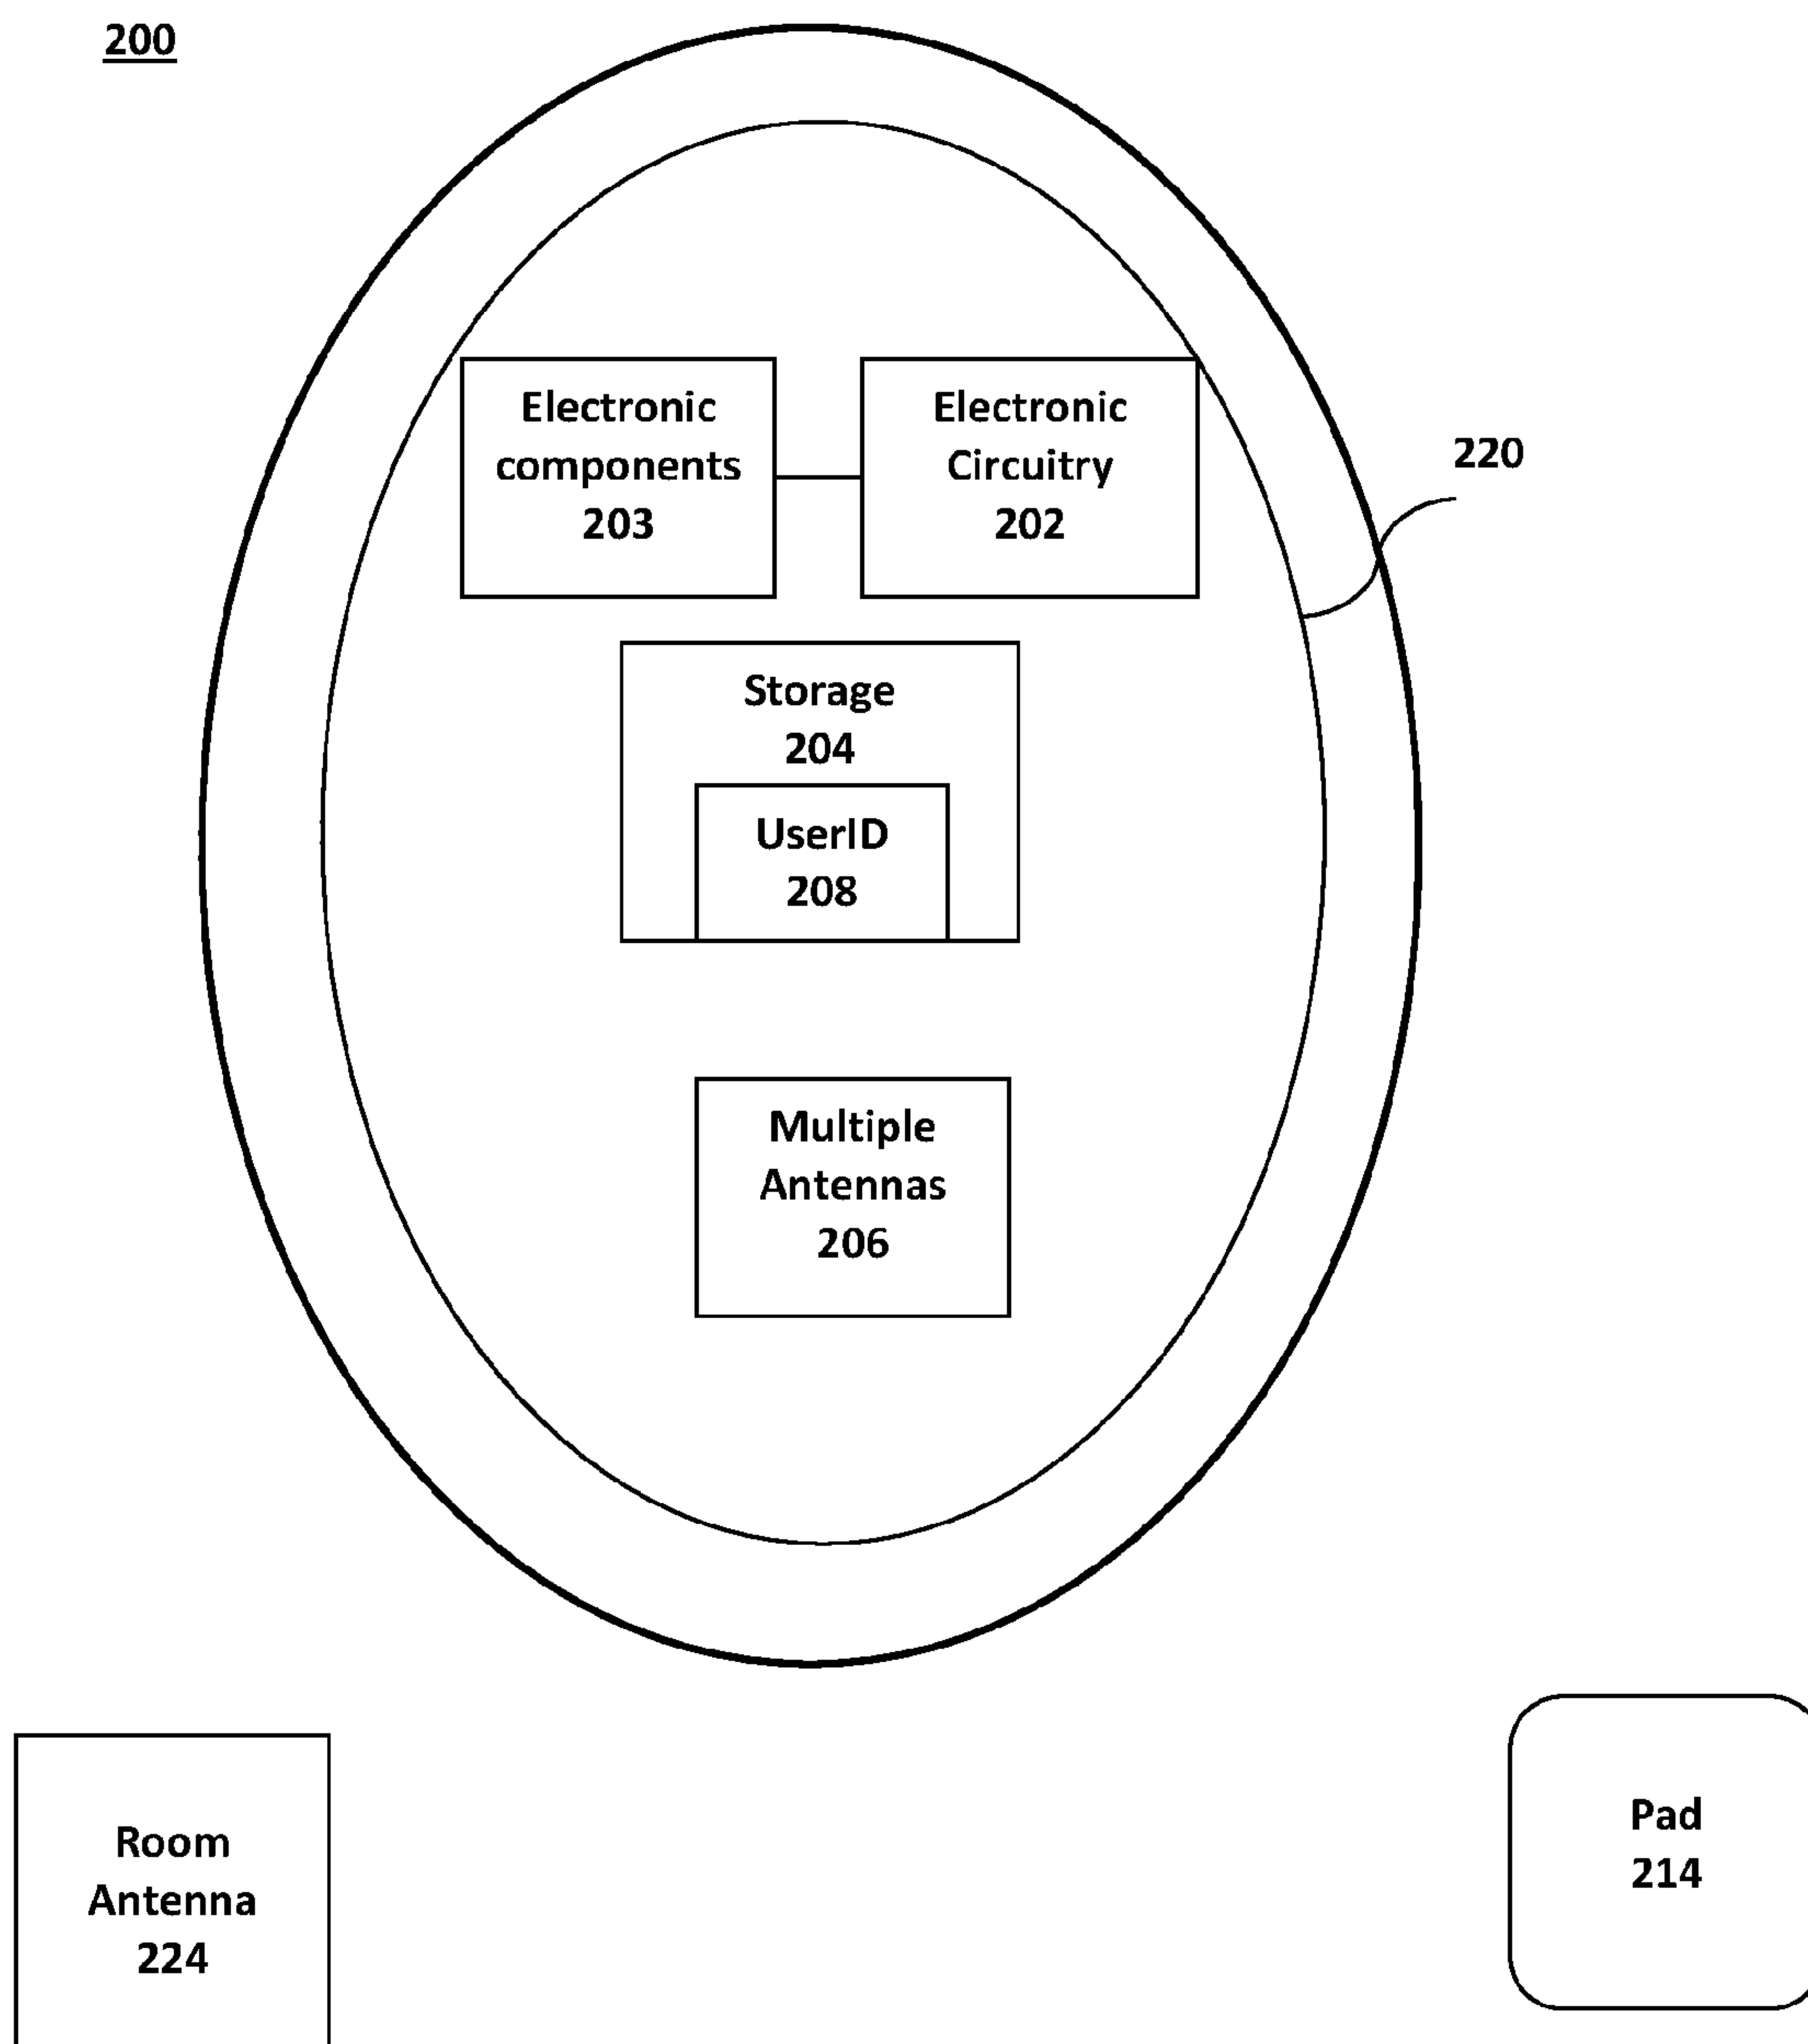 200
Electronic
components
203
Electronic
Circuitry
202
220
Storage
204
UserID
208
Multiple
Antennas
206
Room
Antenna
224
Pad
214